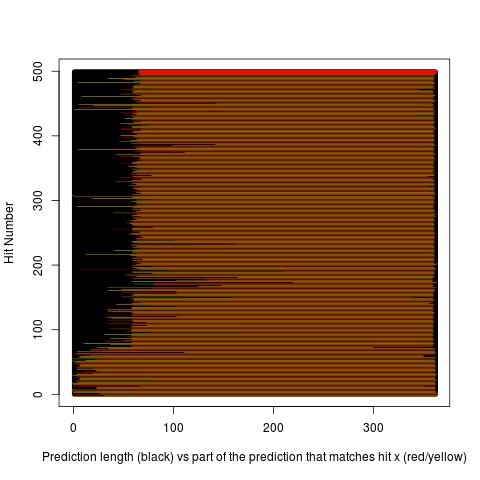 500
400
300
200
100
0
Hit Number
0 100 200 300
Prediction length (black) vs part of the prediction that matches hit x (red/yellow)